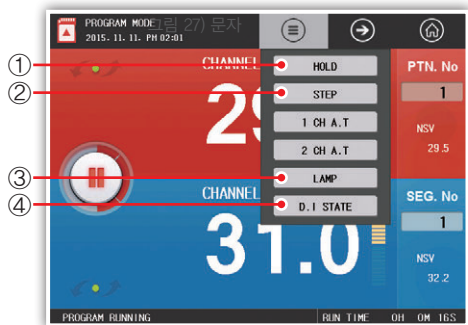 PROGRAM MODE
그림 27) 문자
2015. 11. 11. PM 02:01
① HOLD
② STEP
1 CH A.T
2 CH A.T
③ LAMP
④ D.I STATE
CHANNEL
29
PTN. No
1
NSV
29.5
CHANNEL
31.0
SEG. No
1
NSV
32.2
PROGRAM RUNNING
RUN TIME 0H 0M 16S